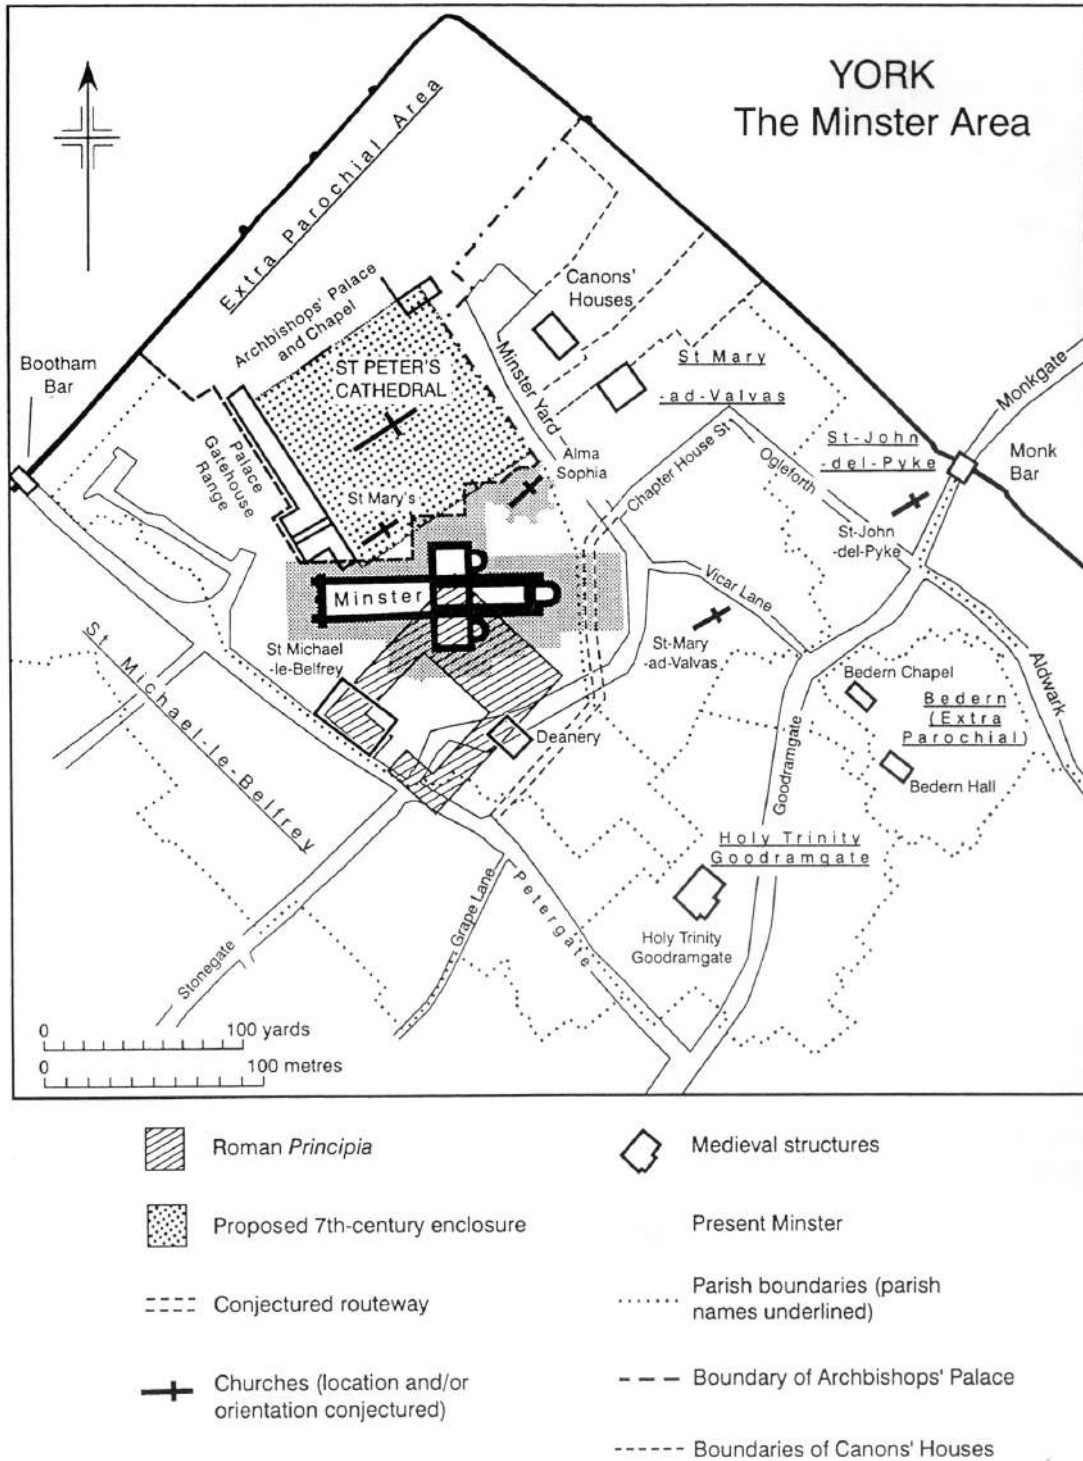 YORK
The Minster Area
Extra Parochial Area
Canons'
Houses
Archbishops' Palace
and Chapel
ST PETER'S
CATHEDRAL
Minster Yard
St Mary
-ad-Valvas
Monkgate
Bootham
Bar
Palace
Gatehouse
Range
Alma
Sophia
Chapter House St
Ogleforth
St-John
-del-Pyke
Monk
Bar
St Mary's
St-John
-del-Pyke
Minster
Vicar Lane
St Michael
-le-Belfrey
St-Mary
-ad-Valvas
Bedern Chapel
Aldwark
Bedern
(Extra
Parochial)
St Michael-le-Belfrey
Deanery
Goodramgate
Bedern Hall
Holy Trinity
Goodramgate
Grape Lane
Petergate
Stonegate
Holy Trinity
Goodramgate
0 100 yards
0 100 metres
Roman Principia
Medieval structures
Proposed 7th-century enclosure
Present Minster
Conjectured routeway
Parish boundaries (parish
names underlined)
Churches (location and/or
orientation conjectured)
Boundary of Archbishops' Palace
Boundaries of Canons' Houses